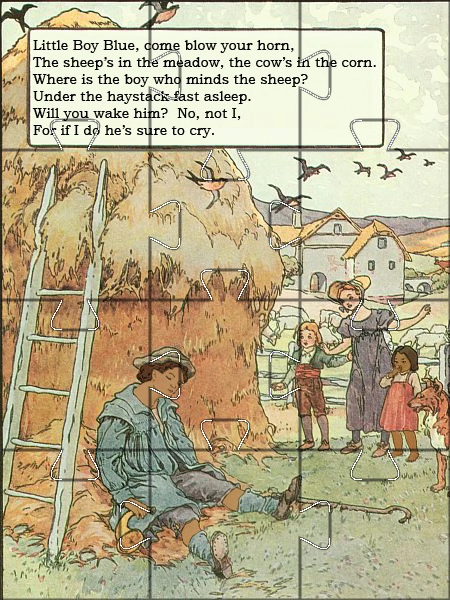 Little Boy Blue, come blow your horn,
The sheep's in the meadow, the cow's in the corn.
Where is the boy who minds the sheep?
Under the haystack fast asleep.
Will you wake him?  No, not I,
For if I do he's sure to cry.